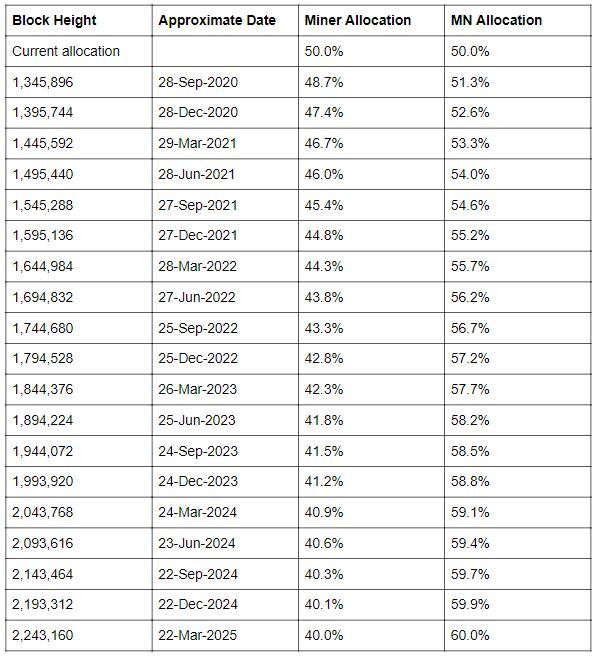 Block Height Approximate Date Miner Allocation MN Allocation
Current allocation 50.0% 50.0%
1,345,896 28-Sep-2020 48.7% 51.3%
1,395,744 28-Dec-2020 47.4% 52.6%
1,445,592 29-Mar-2021 46.7% 53.3%
1,495,440 28-Jun-2021 46.0% 54.0%
1,545,288 27-Sep-2021 45.4% 54.6%
1,595,136 27-Dec-2021 44.8% 55.2%
1,644,984 28-Mar-2022 44.3% 55.7%
1,694,832 27-Jun-2022 43.8% 56.2%
1,744,680 25-Sep-2022 43.3% 56.7%
1,794,528 25-Dec-2022 42.8% 57.2%
1,844,376 26-Mar-2023 42.3% 57.7%
1,894,224 25-Jun-2023 41.8% 58.2%
1,944,072 24-Sep-2023 41.5% 58.5%
1,993,920 24-Dec-2023 41.2% 58.8%
2,043,768 24-Mar-2024 40.9% 59.1%
2,093,616 23-Jun-2024 40.6% 59.4%
2,143,464 22-Sep-2024 40.3% 59.7%
2,193,312 22-Dec-2024 40.1% 59.9%
2,243,160 22-Mar-2025 40.0% 60.0%